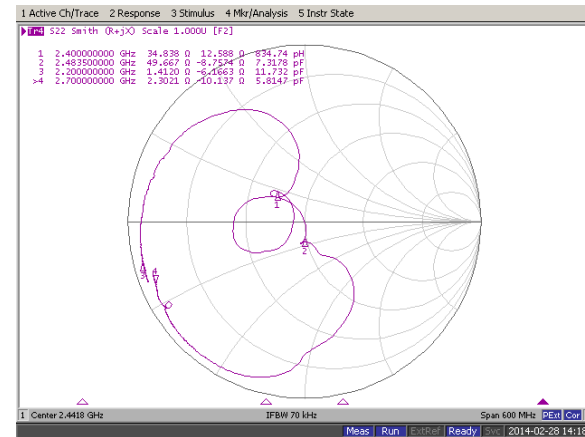 1 Active Ch/Trace 2 Response 3 Stimulus 4 Mkr/Analysis 5 Instr State
Tr4 S22 Smith (R+jX) Scale 1.000U [F2]
1 2.400000000 GHz 34.838 Ω 12.588 Ω 834.74 pH
2 2.483500000 GHz 49.667 Ω -8.7574 Ω 7.3178 pF
3 2.200000000 GHz 1.4120 Ω -6.1663 Ω 11.732 pF
>4 2.700000000 GHz 2.3021 Ω -10.137 Ω 5.8147 pF
1
2
3 4
1 Center 2.4418 GHz IFBW 70 kHz Span 600 MHz PExt Cor
Meas Run ExtRef Ready Svc 2014-02-28 14:18